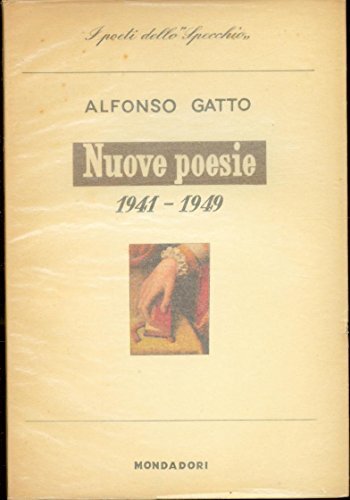 I poeti dello "Specchio„
ALFONSO GATTO
Nuove poesie
1941 - 1949
MONDADORI